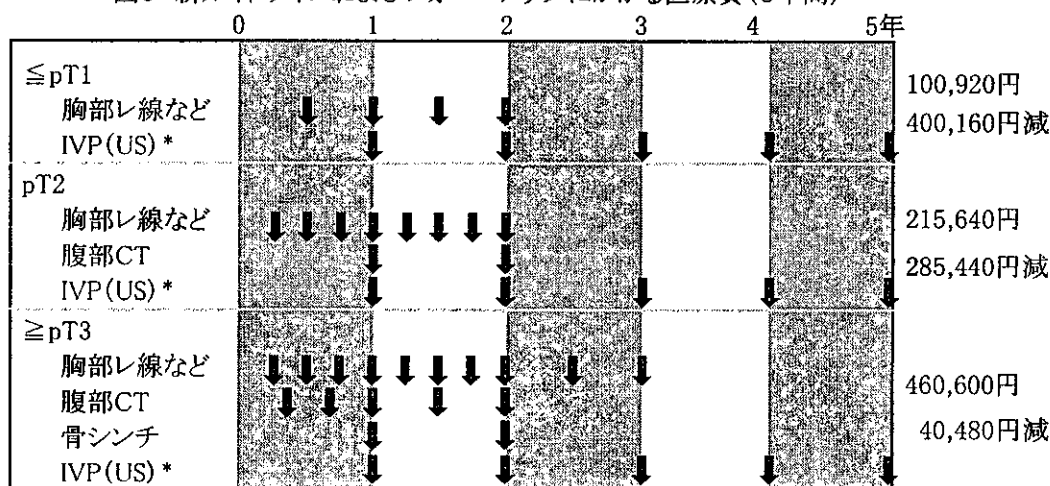 0 1 2 3 4 5年
≦pT1
胸部レ線など
IVP(US)*
100,920円
400,160円減
pT2
胸部レ線など
腹部CT
IVP(US)*
215,640円
285,440円減
≧pT3
胸部レ線など
腹部CT
骨シンチ
IVP(US)*
460,600円
40,480円減